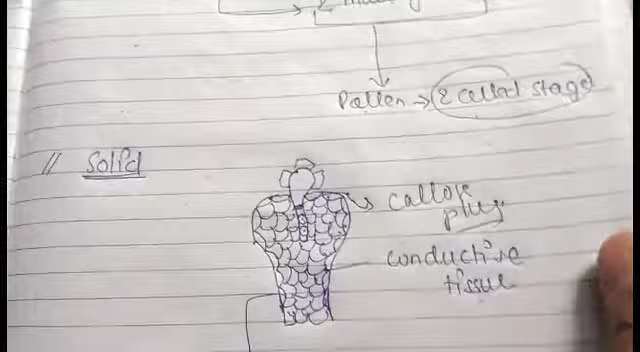 Pollen → 2 celled stage
// Solid
callose
plug
conductive
tissue